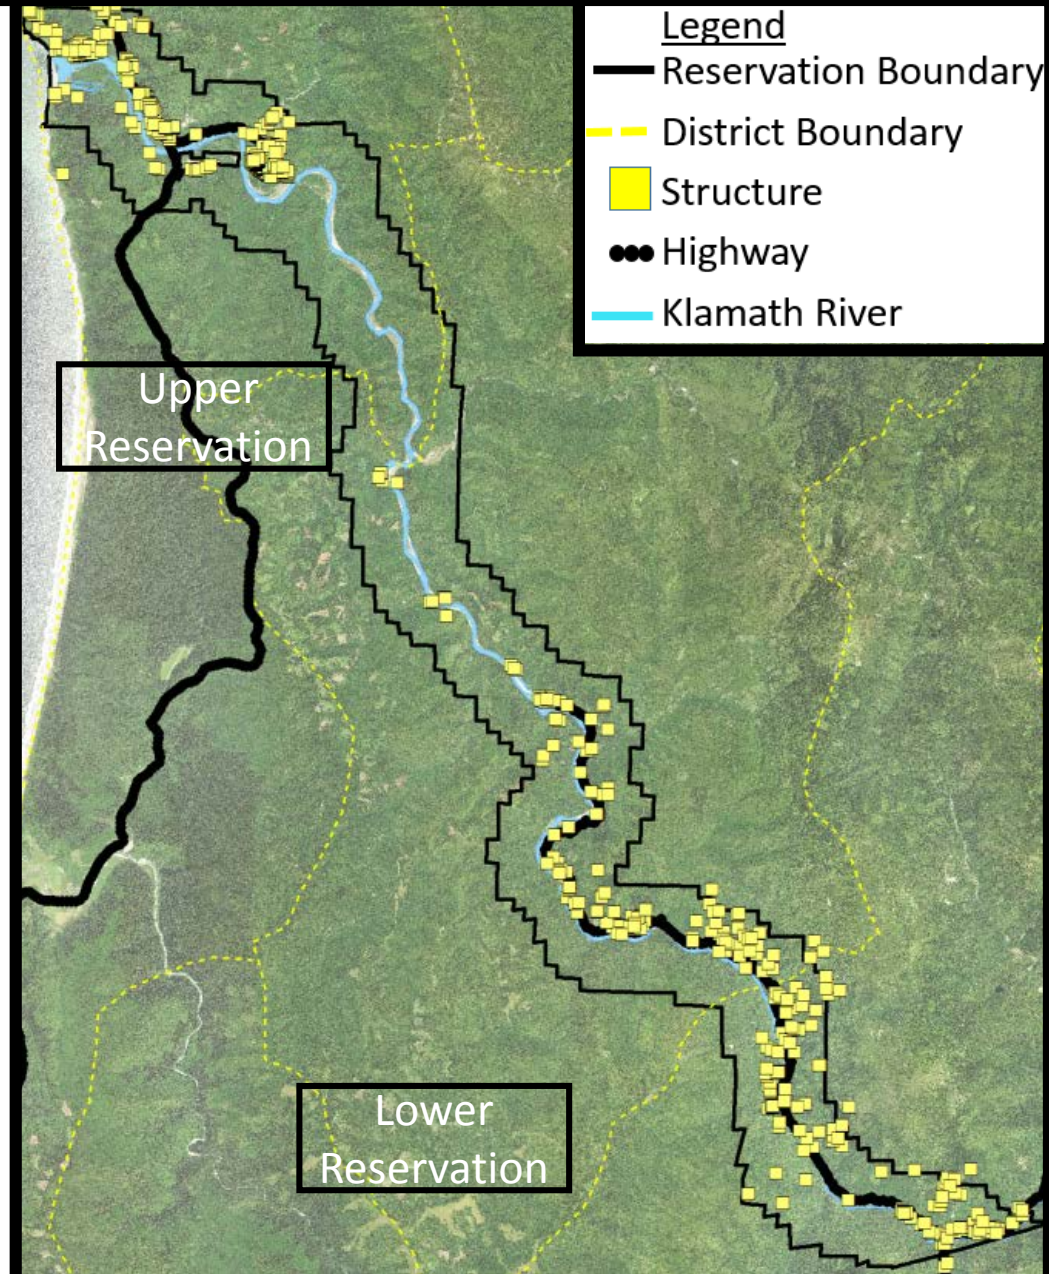 Legend
Reservation Boundary
District Boundary
Structure
Highway
Klamath River
Upper
Reservation
Lower
Reservation